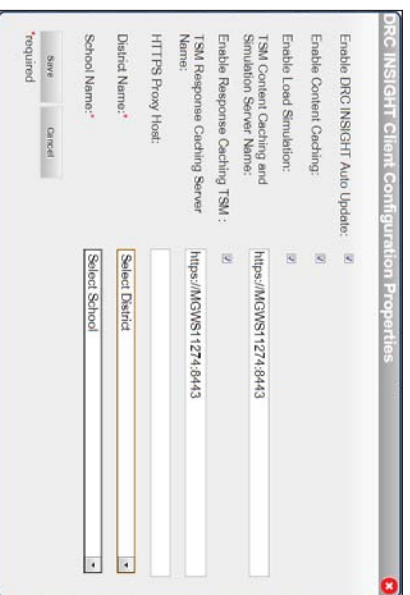 DRC INSIGHT Client Configuration Properties
Enable DRC INSIGHT Auto Update:
Enable Content Caching:
Enable Load Simulation:
TSM Content Caching and
Simulation Server Name:
https://MGWS11274:8443
Enable Response Caching TSM :
TSM Response Caching Server
Name:
https://MGWS11274:8443
HTTPS Proxy Host:
District Name:*
Select District
School Name:*
Select School
Save
Cancel
*required